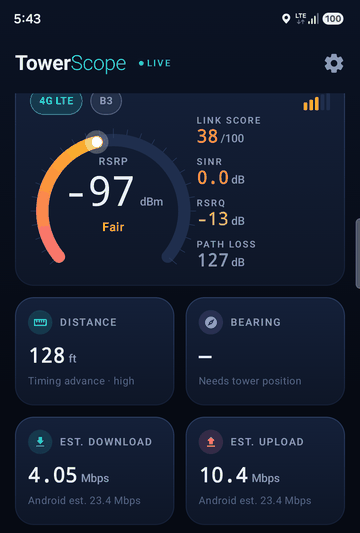 5:43
LTE
100
TowerScope
LIVE
4G LTE
B3
LINK SCORE
38 /100
RSRP
-97 dBm
Fair
SINR
0.0 dB
RSRQ
-13 dB
PATH LOSS
127 dB
DISTANCE
128 ft
Timing advance · high
BEARING
—
Needs tower position
EST. DOWNLOAD
4.05 Mbps
Android est. 23.4 Mbps
EST. UPLOAD
10.4 Mbps
Android est. 23.4 Mbps